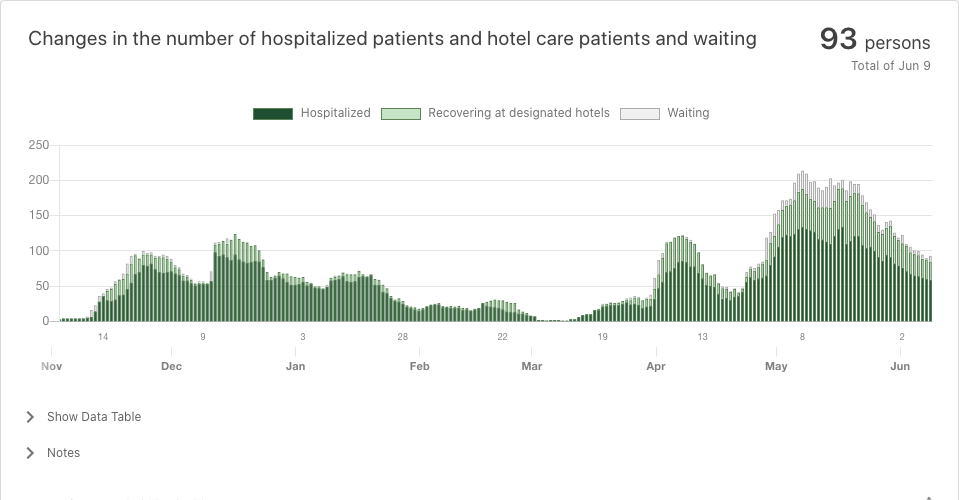 Changes in the number of hospitalized patients and hotel care patients and waiting
93 persons
Total of Jun 9
Hospitalized Recovering at designated hotels Waiting
250
200
150
100
50
0
14 9 3 28 22 19 13 8 2
Nov Dec Jan Feb Mar Apr May Jun
Show Data Table
Notes